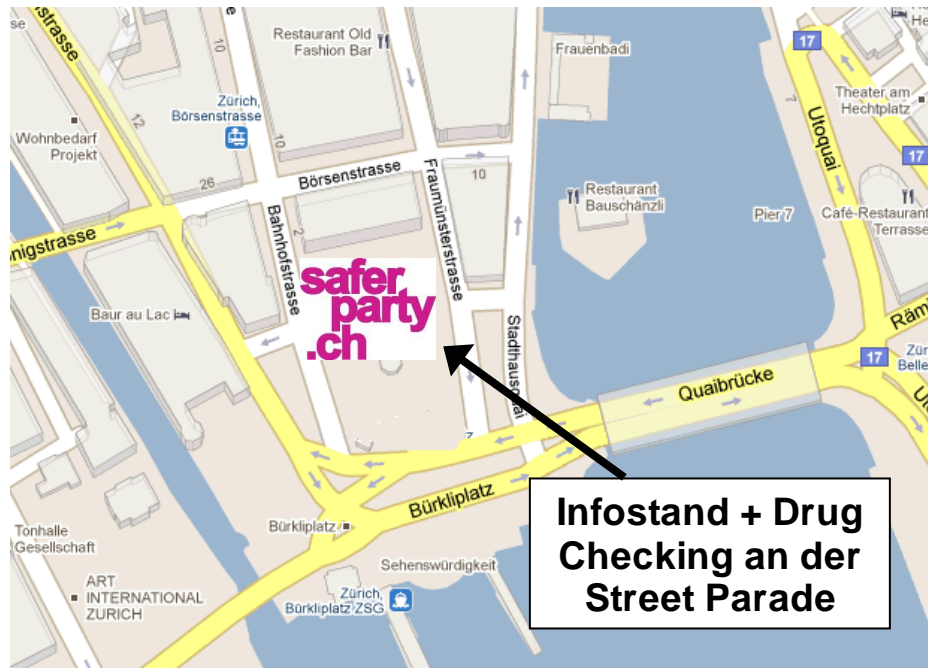 Restaurant Old
Fashion Bar
Frauenbadi
17
Theater am
Hechtplatz
10
Zürich,
Börsenstrasse
7
Utoquai
Wohnbedarf
Projekt
12
10
17
26
Börsenstrasse
10
Restaurant
Bauschänzli
Pier 7
Café-Restaurant
Terrasse
nigstrasse
Bahnhofstrasse
2
Fraumünsterstrasse
safer
party
.ch
Baur au Lac
Stadthausquai
Quaibrücke
17
Zür
Belle
Bürkliplatz
Infostand + Drug
Checking an der
Street Parade
Bürkliplatz
Tonhalle
Gesellschaft
Sehenswürdigkeit
ART
INTERNATIONAL
ZURICH
Zürich,
Bürkliplatz ZSG